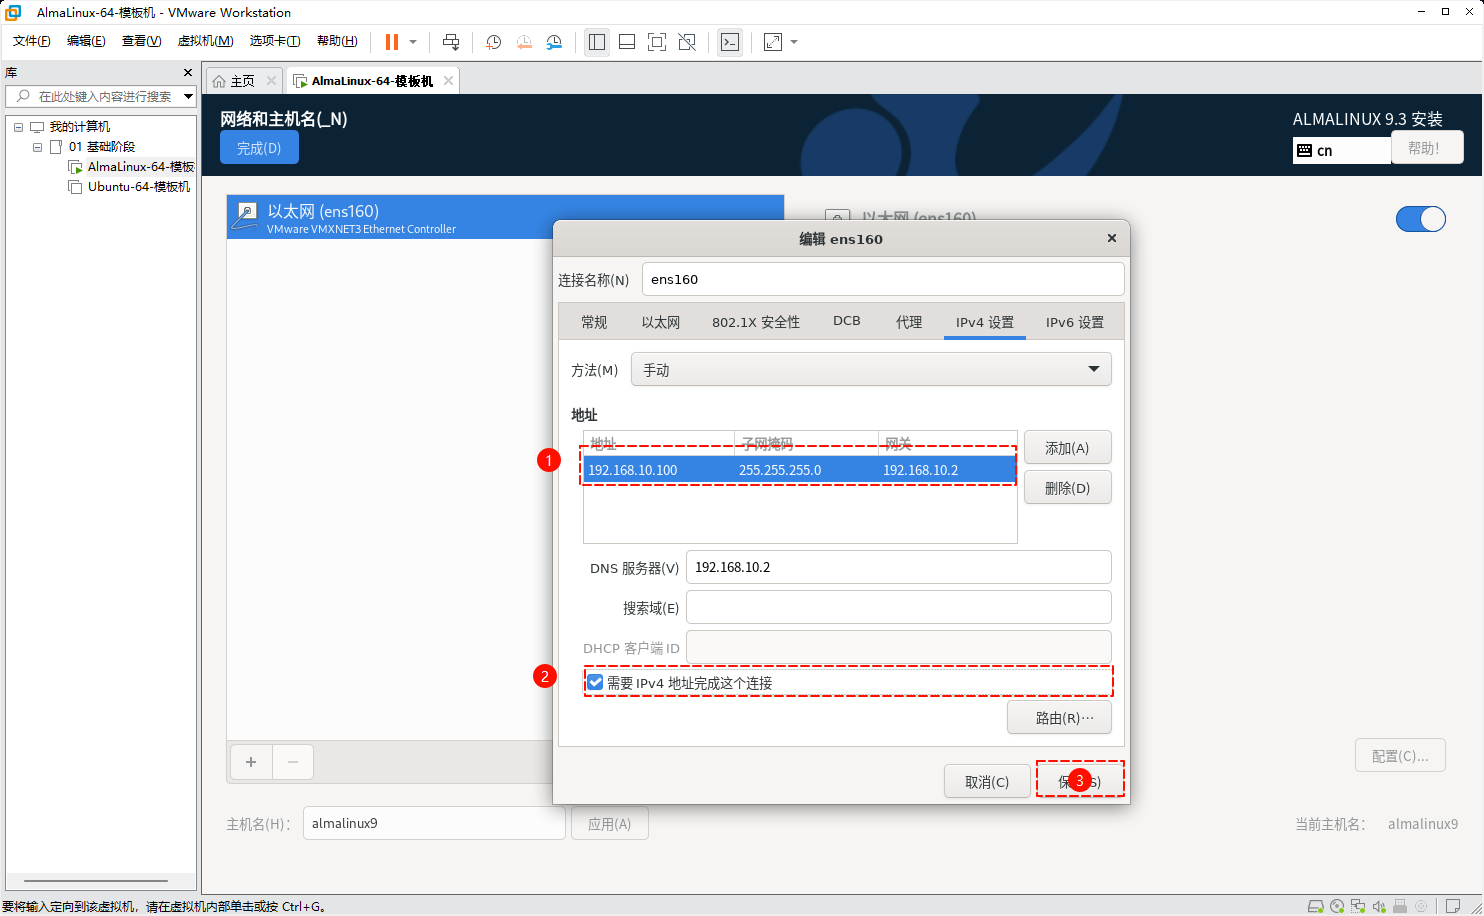 AlmaLinux-64-模板机 - VMware Workstation
文件(F) 编辑(E) 查看(V) 虚拟机(M) 选项卡(T) 帮助(H)
库
在此处键入内容进行搜索
我的计算机
01 基础阶段
AlmaLinux-64-模板
Ubuntu-64-模板机
主页
AlmaLinux-64-模板机
网络和主机名(_N)
完成(D)
ALMALINUX 9.3 安装
cn
帮助!
以太网 (ens160)
VMware VMXNET3 Ethernet Controller
以太网 (ens160)
编辑 ens160
连接名称(N) ens160
常规 以太网 802.1X 安全性 DCB 代理 IPv4 设置 IPv6 设置
方法(M) 手动
地址
地址 子网掩码 网关
1
192.168.10.100 255.255.255.0 192.168.10.2
添加(A)
删除(D)
DNS 服务器(V) 192.168.10.2
搜索域(E)
DHCP 客户端 ID
2
需要 IPv4 地址完成这个连接
路由(R)…
取消(C)
保 3 S)
+ −
配置(C)...
主机名(H): almalinux9 应用(A)
当前主机名: almalinux9
要将输入定向到该虚拟机，请在虚拟机内部单击或按 Ctrl+G。